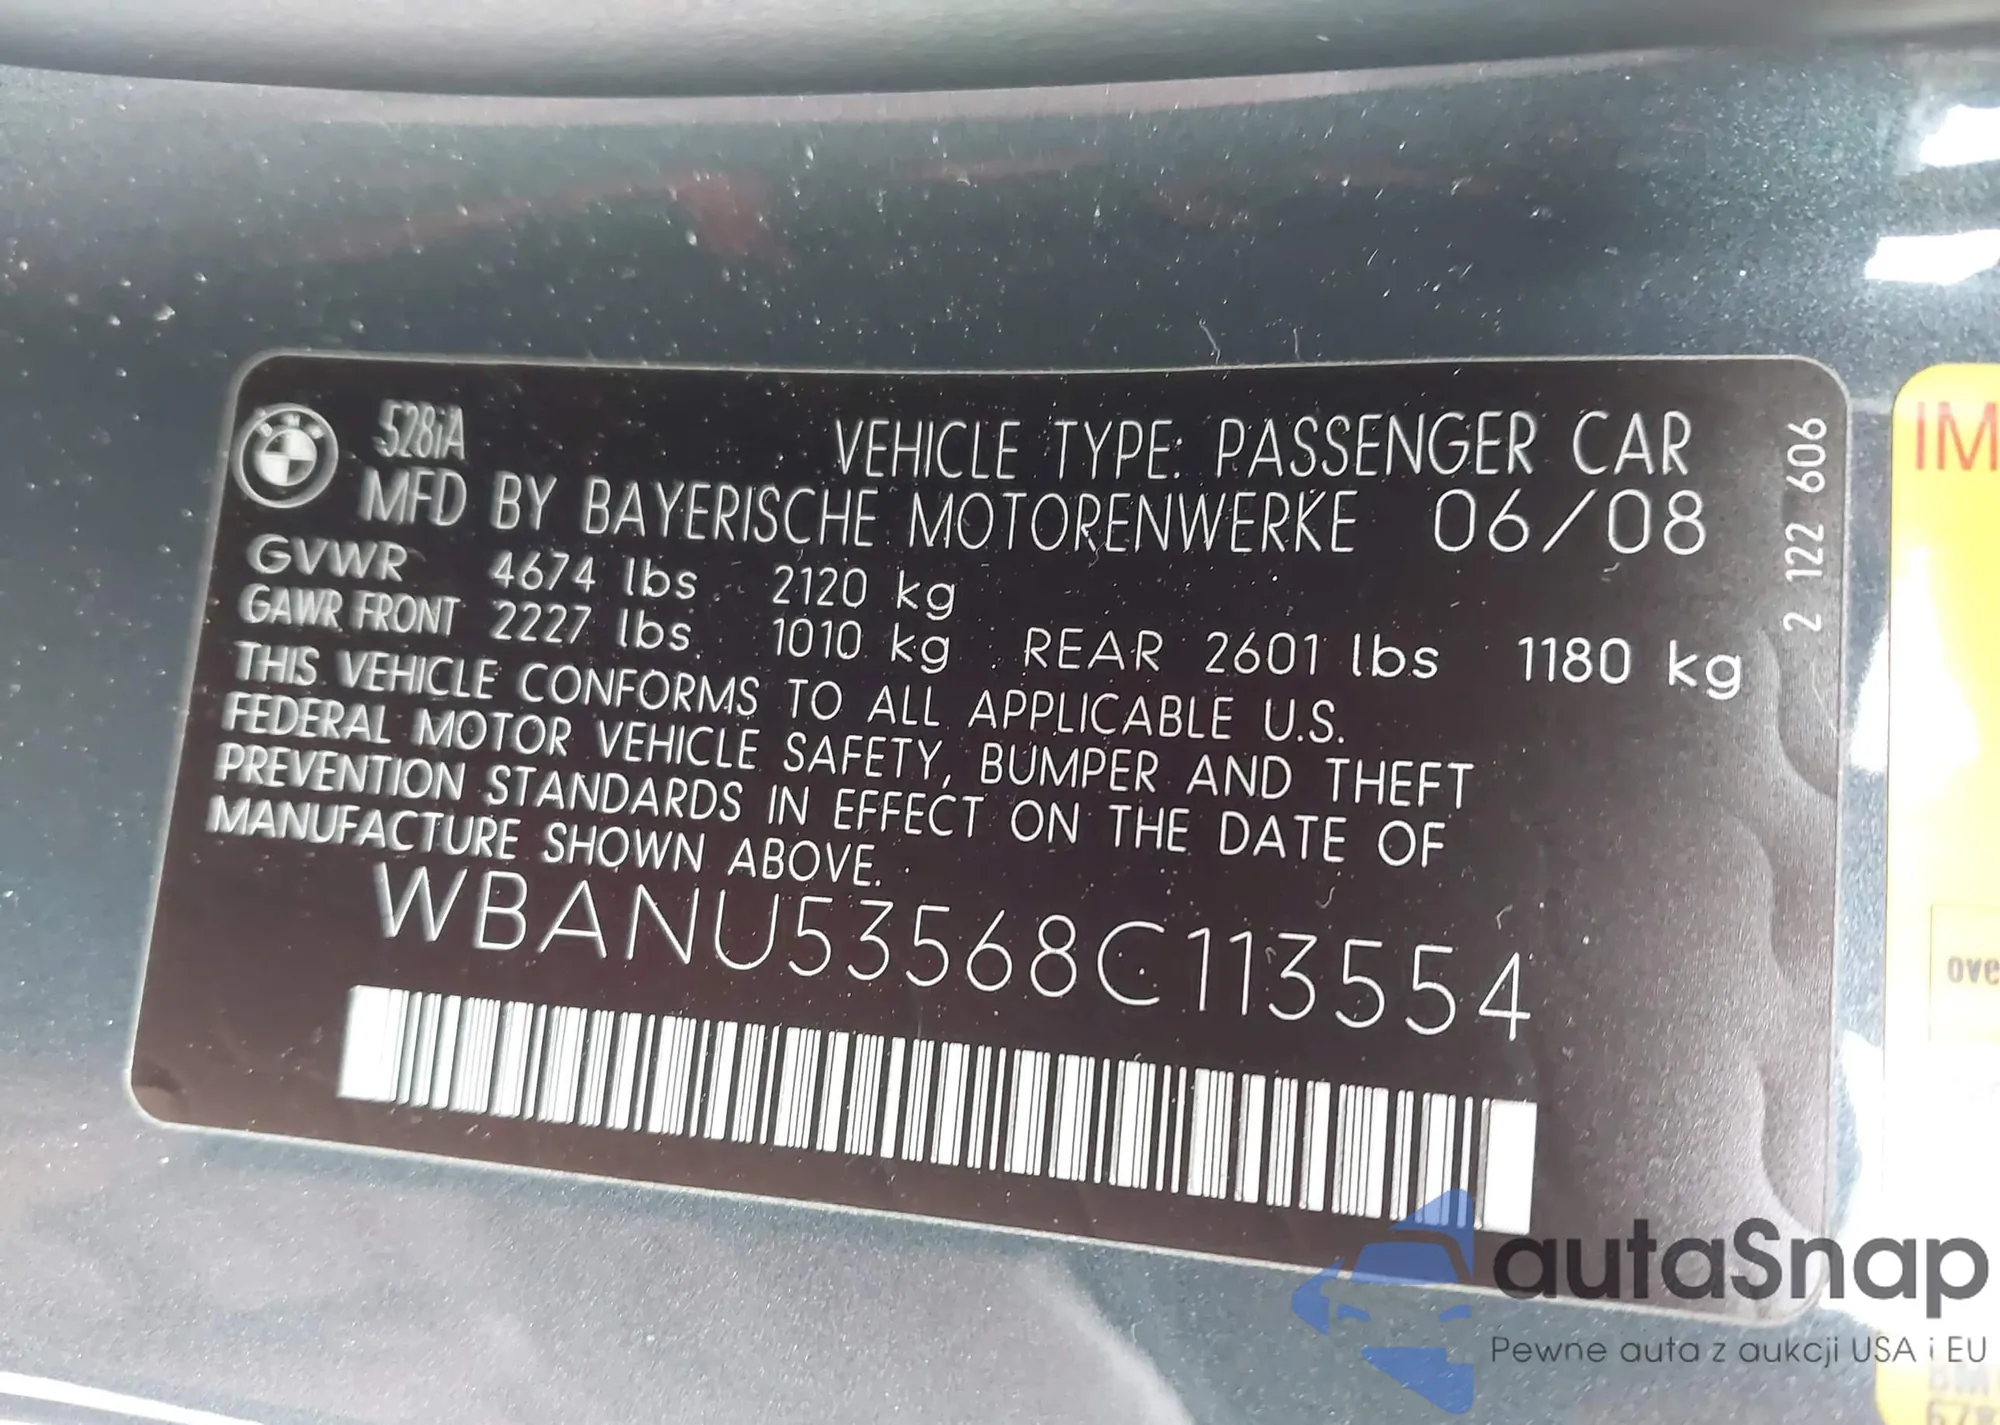 528iA
VEHICLE TYPE: PASSENGER CAR
MFD BY BAYERISCHE MOTORENWERKE 06/08
GVWR 4674 lbs 2120 kg
GAWR FRONT 2227 lbs 1010 kg REAR 2601 lbs 1180 kg
THIS VEHICLE CONFORMS TO ALL APPLICABLE U.S.
FEDERAL MOTOR VEHICLE SAFETY, BUMPER AND THEFT
PREVENTION STANDARDS IN EFFECT ON THE DATE OF
MANUFACTURE SHOWN ABOVE.
WBANU53568C113554
2 122 606
IM
ove
autaSnap
Pewne auta z aukcji USA i EU